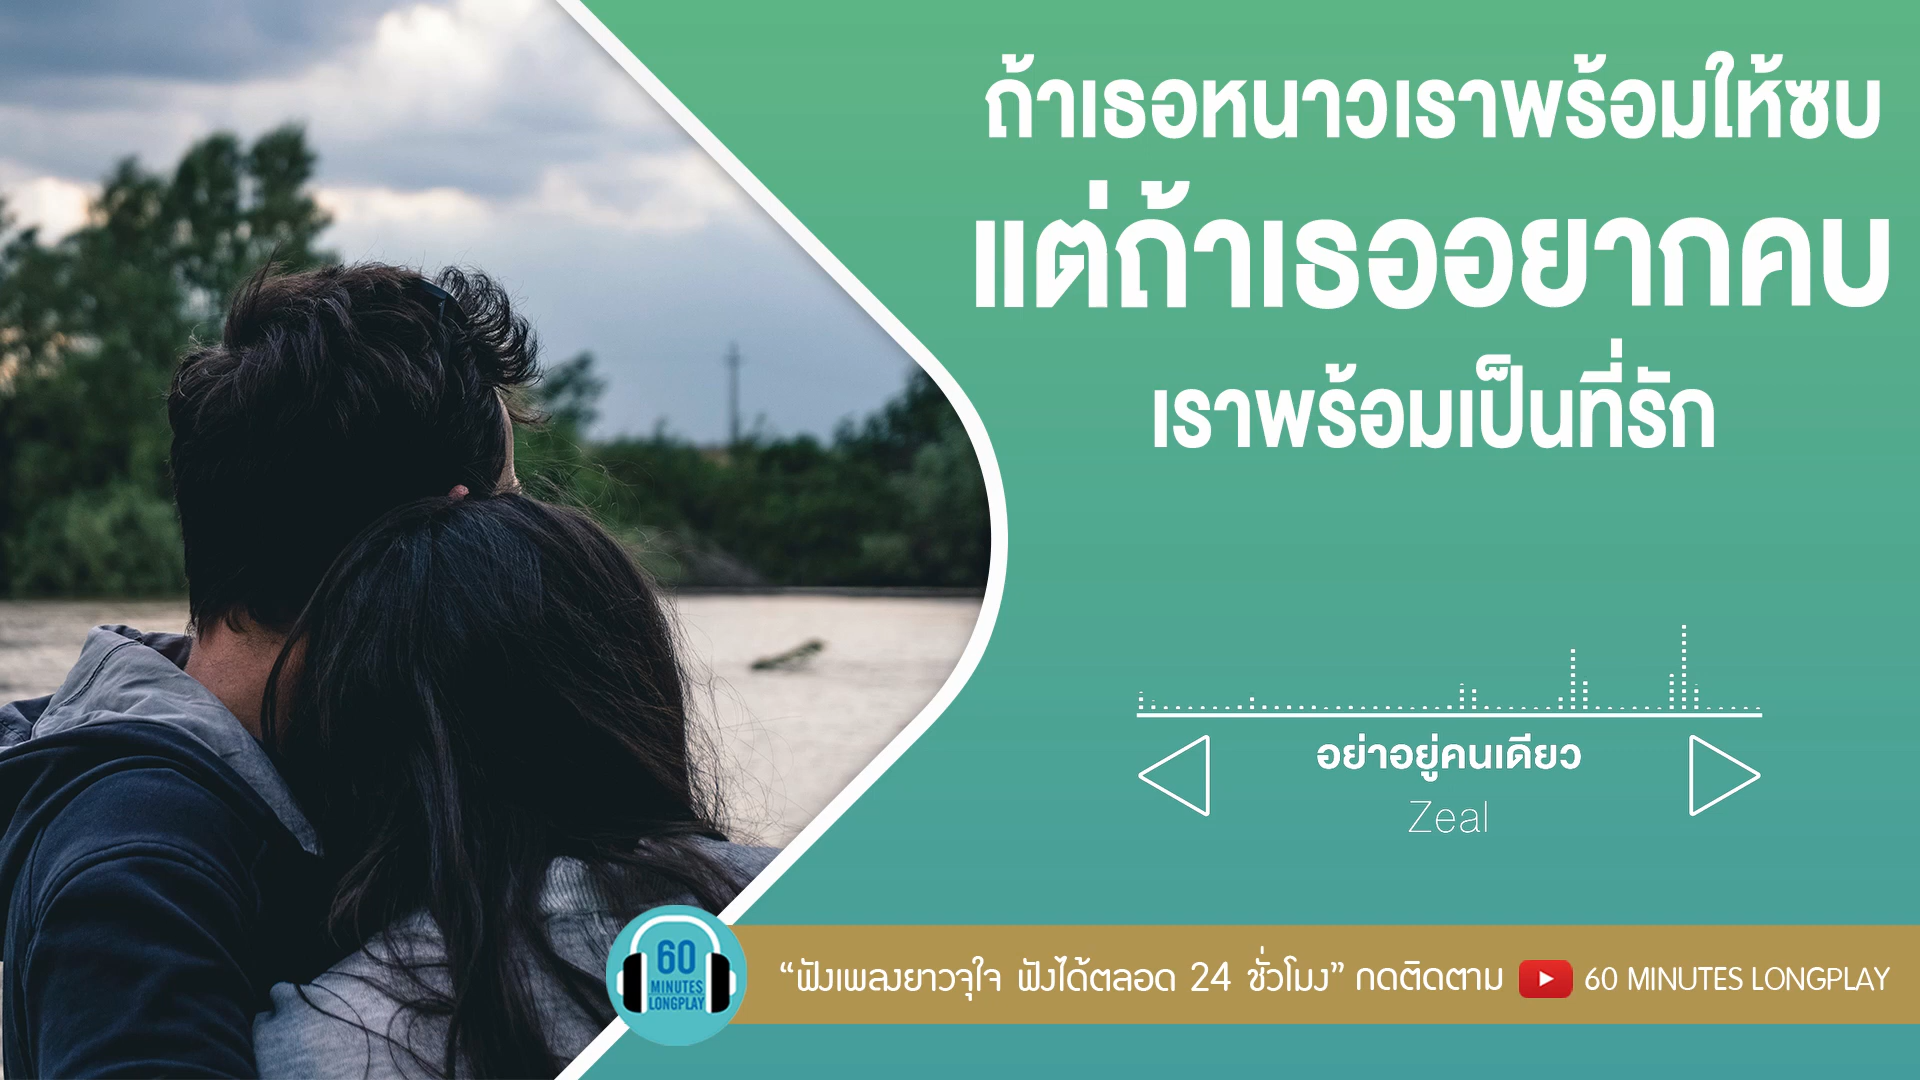 ถ้าเธอหนาวเราพร้อมให้ซบ
แต่ถ้าเธออยากคบ
เราพร้อมเป็นที่รัก
อย่าอยู่คนเดียว
Zeal
60
MINUTES
LONGPLAY
“ฟังเพลงยาวจุใจ ฟังได้ตลอด 24 ชั่วโมง” กดติดตาม 60 MINUTES LONGPLAY